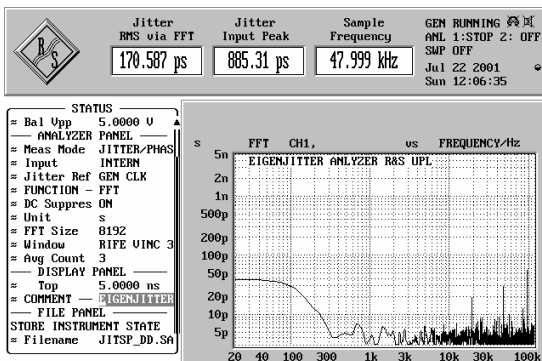 R S
Jitter
RMS via FFT
170.587 ps
Jitter
Input Peak
885.31 ps
Sample
Frequency
47.999 kHz
GEN RUNNING
ANL 1:STOP 2: OFF
SWP OFF
Jul 22 2001
Sun 12:06:35
STATUS
≈ Bal Vpp 5.0000 V
ANALYZER PANEL
≈ Meas Mode JITTER/PHAS
≈ Input INTERN
≈ Jitter Ref GEN CLK
≈ FUNCTION – FFT
≈ DC Suppres ON
≈ Unit s
≈ FFT Size 8192
≈ Window RIFE VINC 3
≈ Avg Count 3
DISPLAY PANEL
≈ Top 5.0000 ns
≈ COMMENT — EIGENJITTER
FILE PANEL
STORE INSTRUMENT STATE
≈ Filename JITSP_DD.SA
s FFT CH1, vs FREQUENCY/Hz
EIGENJITTER ANLYZER R&S UPL
5n
2n
1n
500p
200p
100p
50p
20p
10p
5p
20 40 100 300 1k 3k 10k 30k 100k